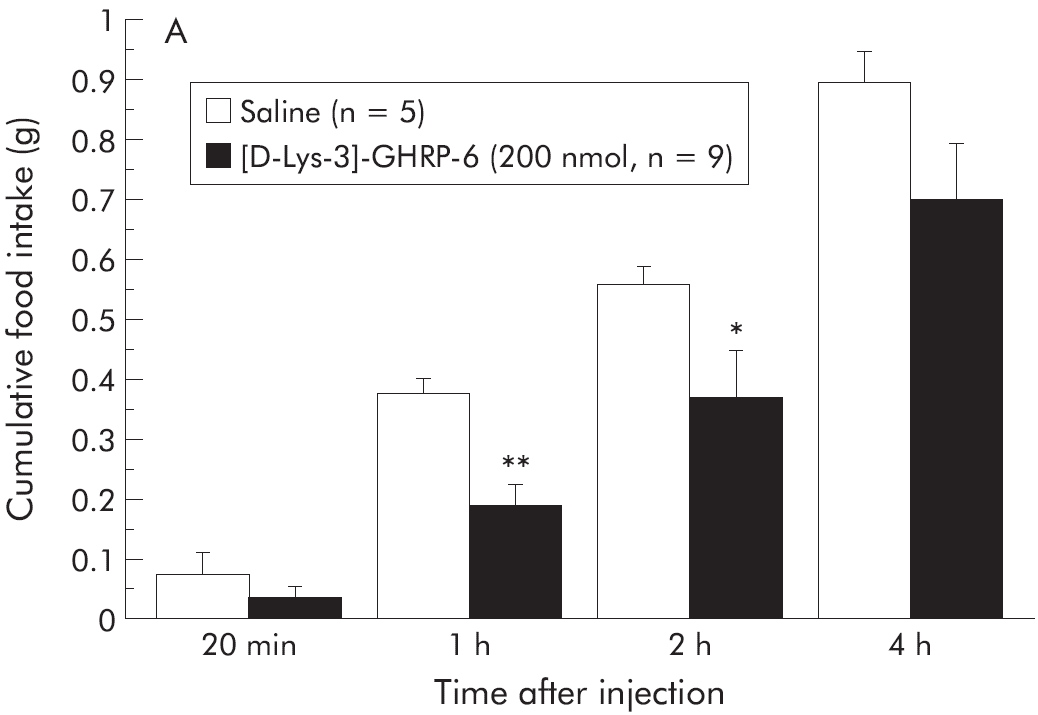 A
Saline (n = 5)
[D-Lys-3]-GHRP-6 (200 nmol, n = 9)
Cumulative food intake (g)
1
0.9
0.8
0.7
0.6
0.5
0.4
0.3
0.2
0.1
0
**
*
20 min 1 h 2 h 4 h
Time after injection